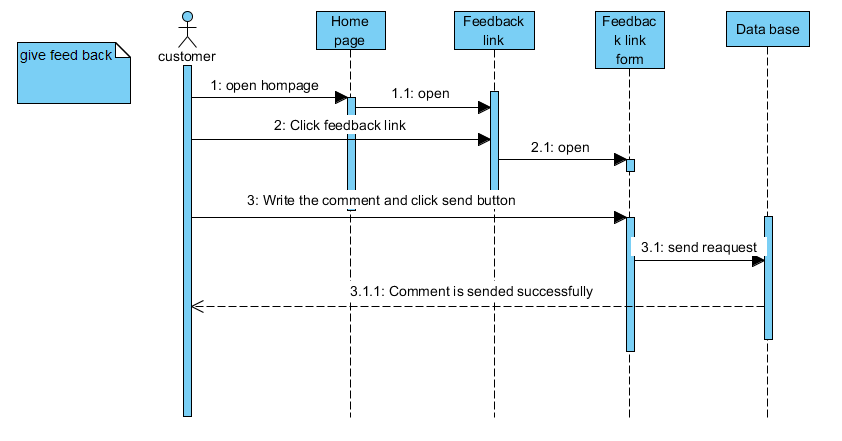 give feed back
customer
Home
page
Feedback
link
Feedbac
k link
form
Data base
1: open hompage
1.1: open
2: Click feedback link
2.1: open
3: Write the comment and click send button
3.1: send reaquest
3.1.1: Comment is sended successfully